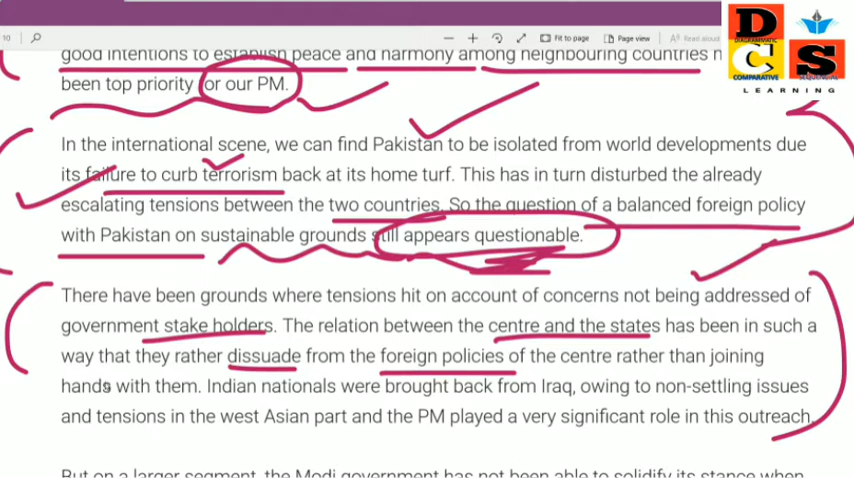 10
Fit to page
Page view
Read aloud
D
DIAGRAMMATIC
C
COMPARATIVE
S
SEQUENCIAL
LEARNING
good intentions to establish peace and harmony among neighbouring countries
been top priority for our PM.
In the international scene, we can find Pakistan to be isolated from world developments due
its failure to curb terrorism back at its home turf. This has in turn disturbed the already
escalating tensions between the two countries. So the question of a balanced foreign policy
with Pakistan on sustainable grounds still appears questionable.
There have been grounds where tensions hit on account of concerns not being addressed of
government stake holders. The relation between the centre and the states has been in such a
way that they rather dissuade from the foreign policies of the centre rather than joining
hands with them. Indian nationals were brought back from Iraq, owing to non-settling issues
and tensions in the west Asian part and the PM played a very significant role in this outreach.
But on a larger segment, the Modi government has not been able to solidify its stance when